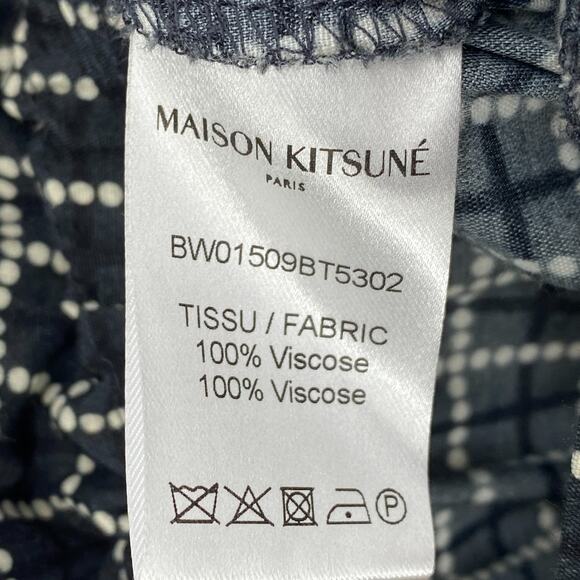 MAISON KITSUNÉ
PARIS
BW01509BT5302
TISSU / FABRIC
100% Viscose
100% Viscose
P